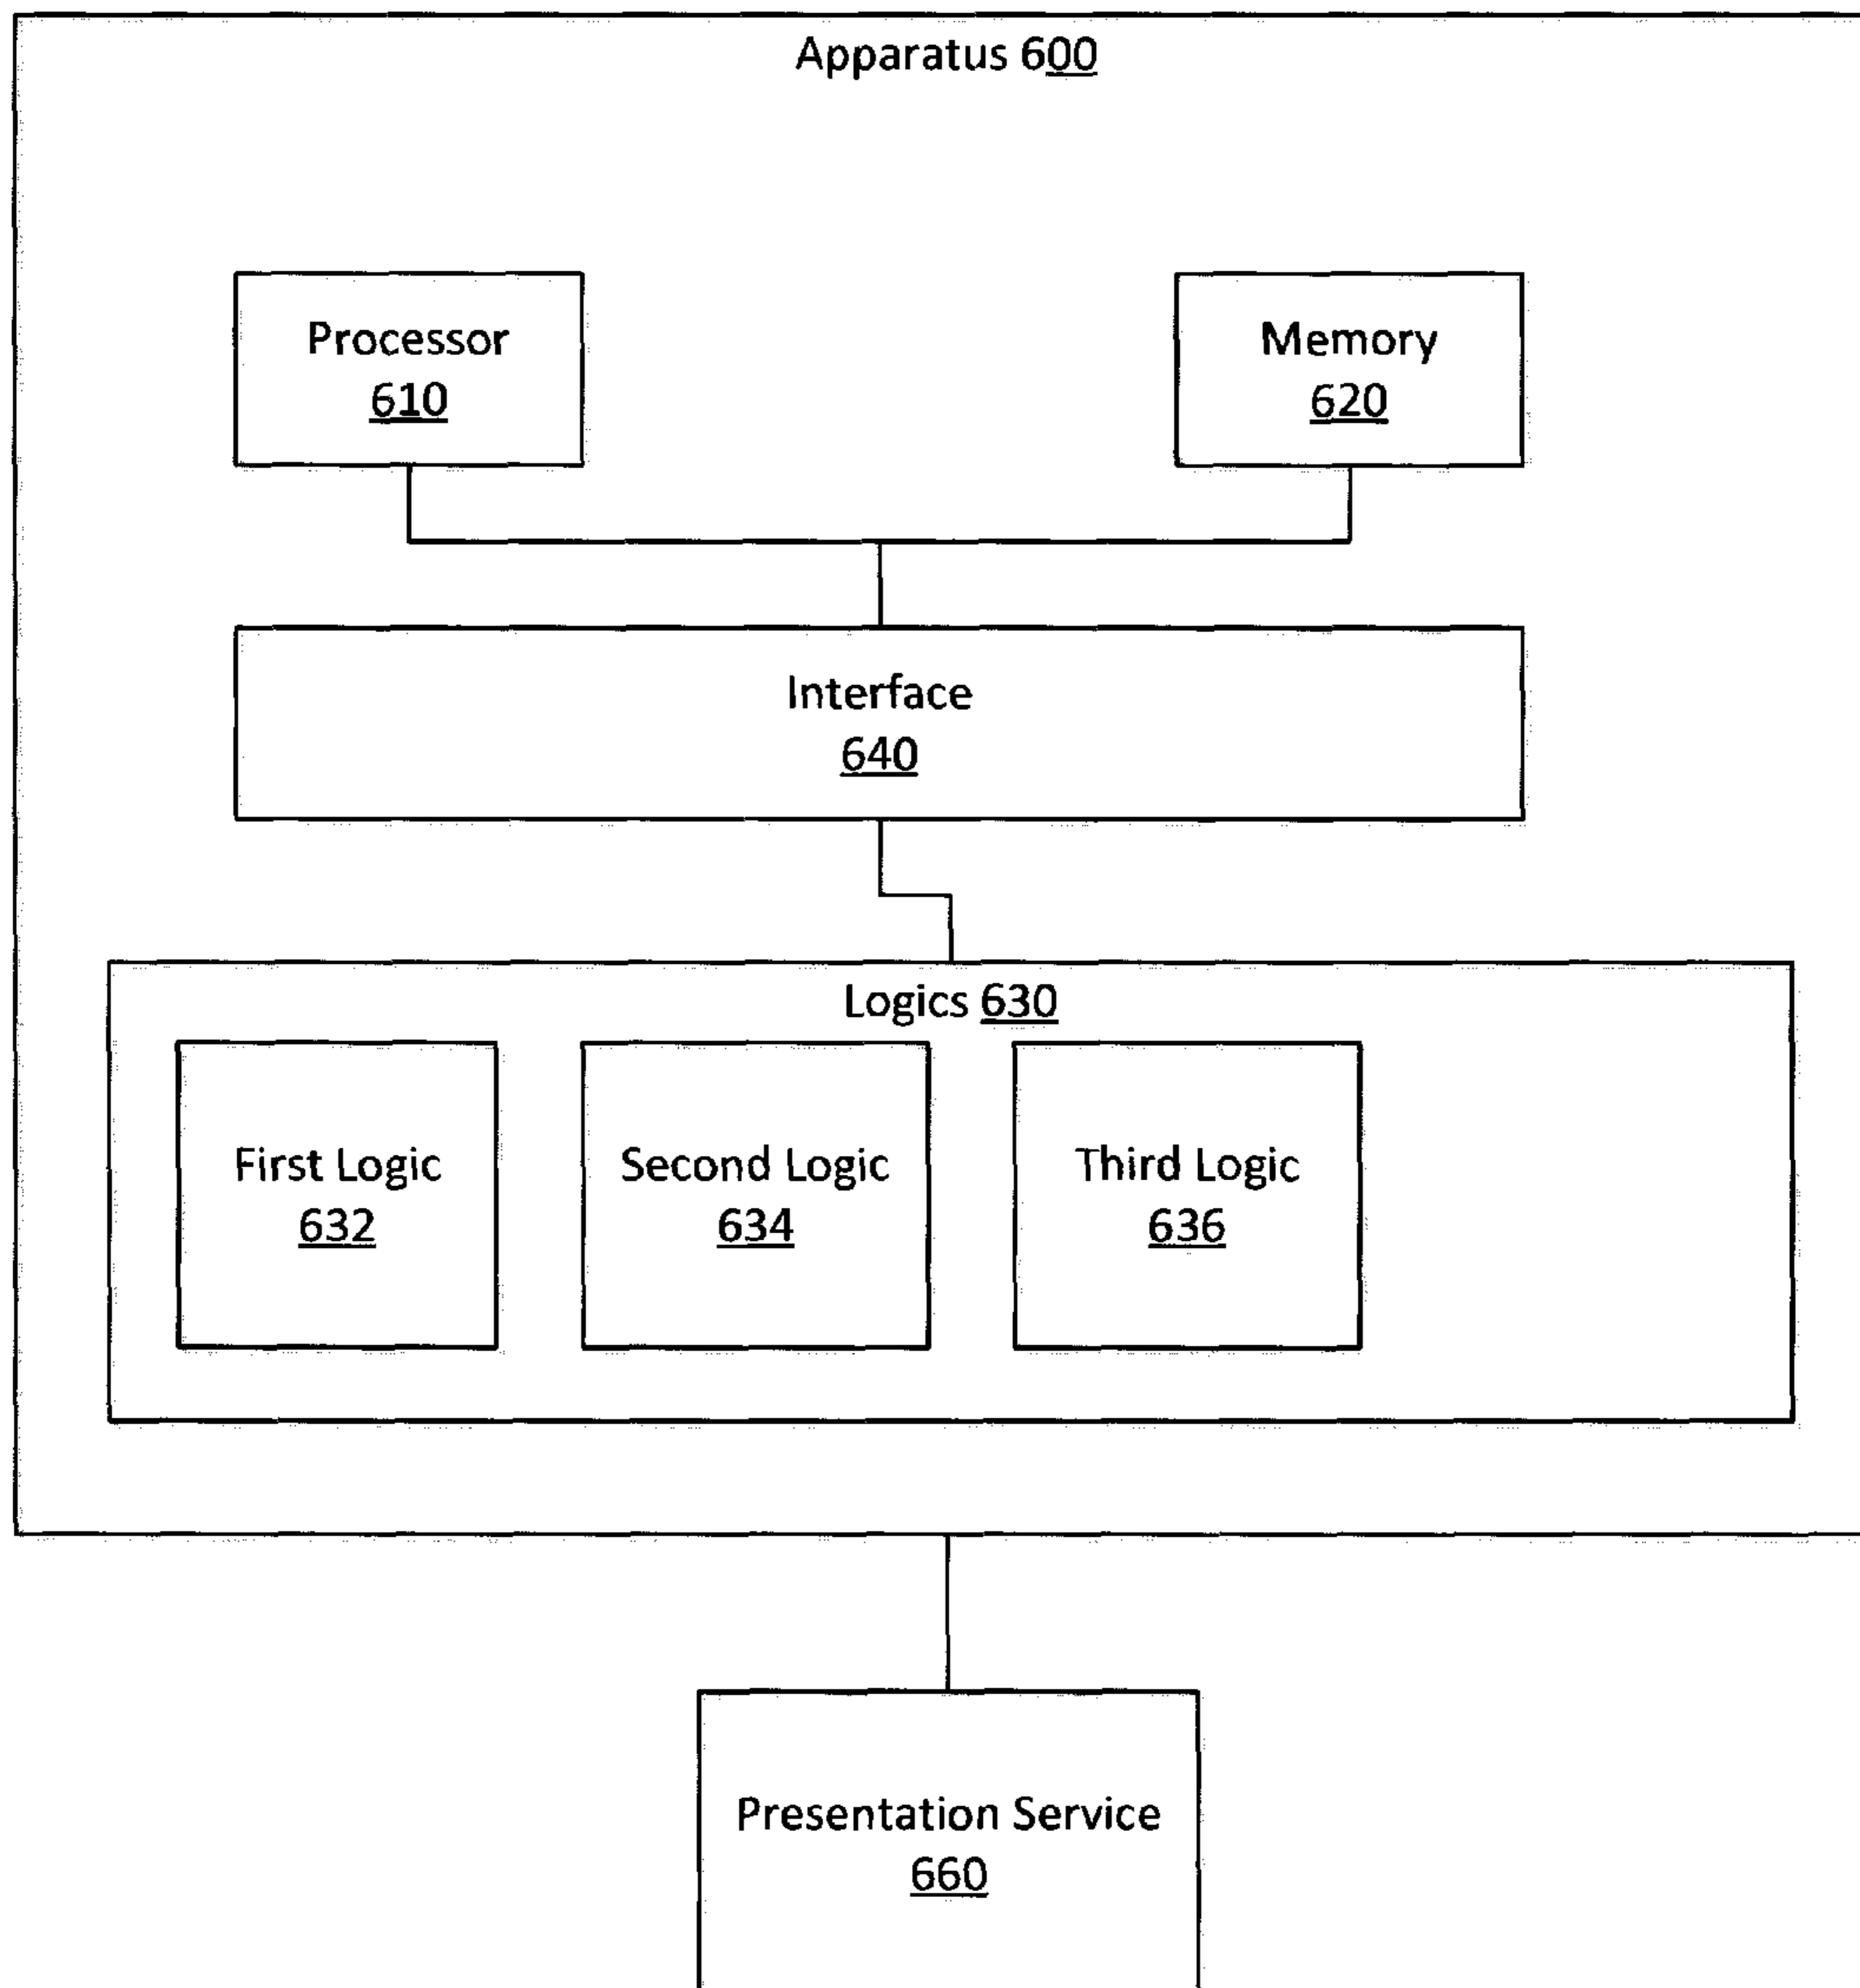 Apparatus 600
Processor
610
Memory
620
Interface
640
Logics 630
First Logic
632
Second Logic
634
Third Logic
636
Presentation Service
660